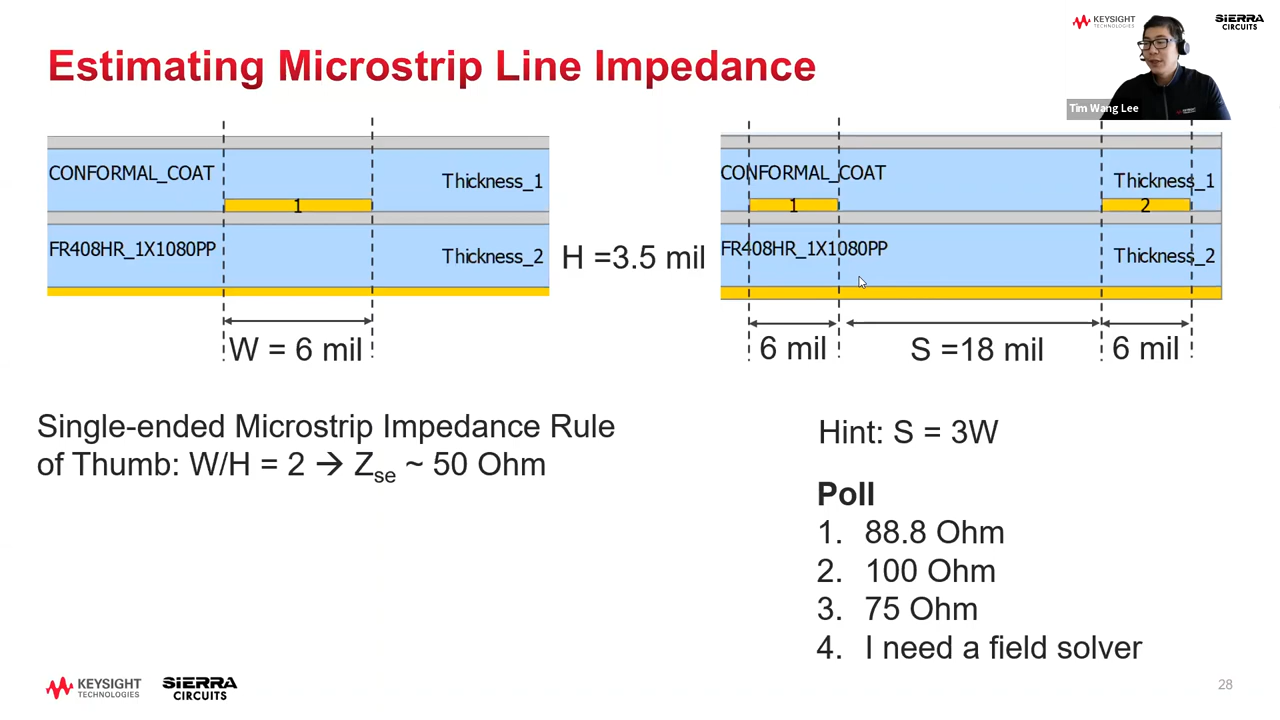 KEYSIGHT
TECHNOLOGIES
SIERRA
CIRCUITS
Tim Wang Lee
Estimating Microstrip Line Impedance
CONFORMAL_COAT
Thickness_1
1
FR408HR_1X1080PP
Thickness_2
W = 6 mil
H =3.5 mil
CONFORMAL_COAT
Thickness_1
1
2
FR408HR_1X1080PP
Thickness_2
6 mil
S =18 mil
6 mil
Single-ended Microstrip Impedance Rule
of Thumb: W/H = 2 → Zse ~ 50 Ohm
Hint: S = 3W
Poll
1. 88.8 Ohm
2. 100 Ohm
3. 75 Ohm
4. I need a field solver
KEYSIGHT
TECHNOLOGIES
SIERRA
CIRCUITS
28